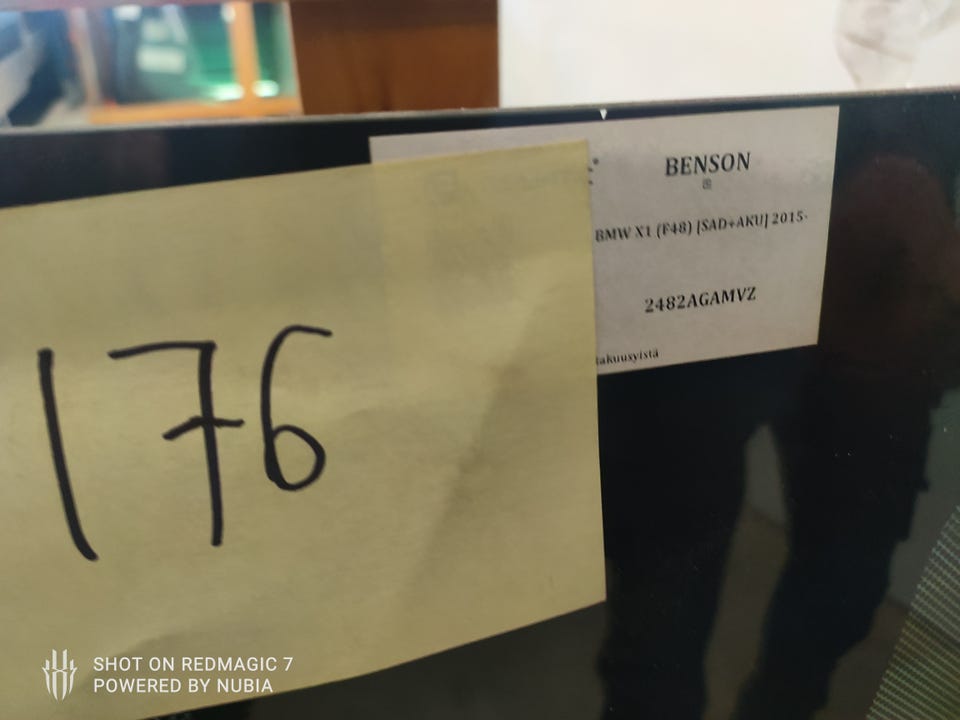 BENSON
BMW X1 (F48) [SAD+AKU] 2015-
2482AGAMVZ
takuusyistä
176
SHOT ON REDMAGIC 7
POWERED BY NUBIA